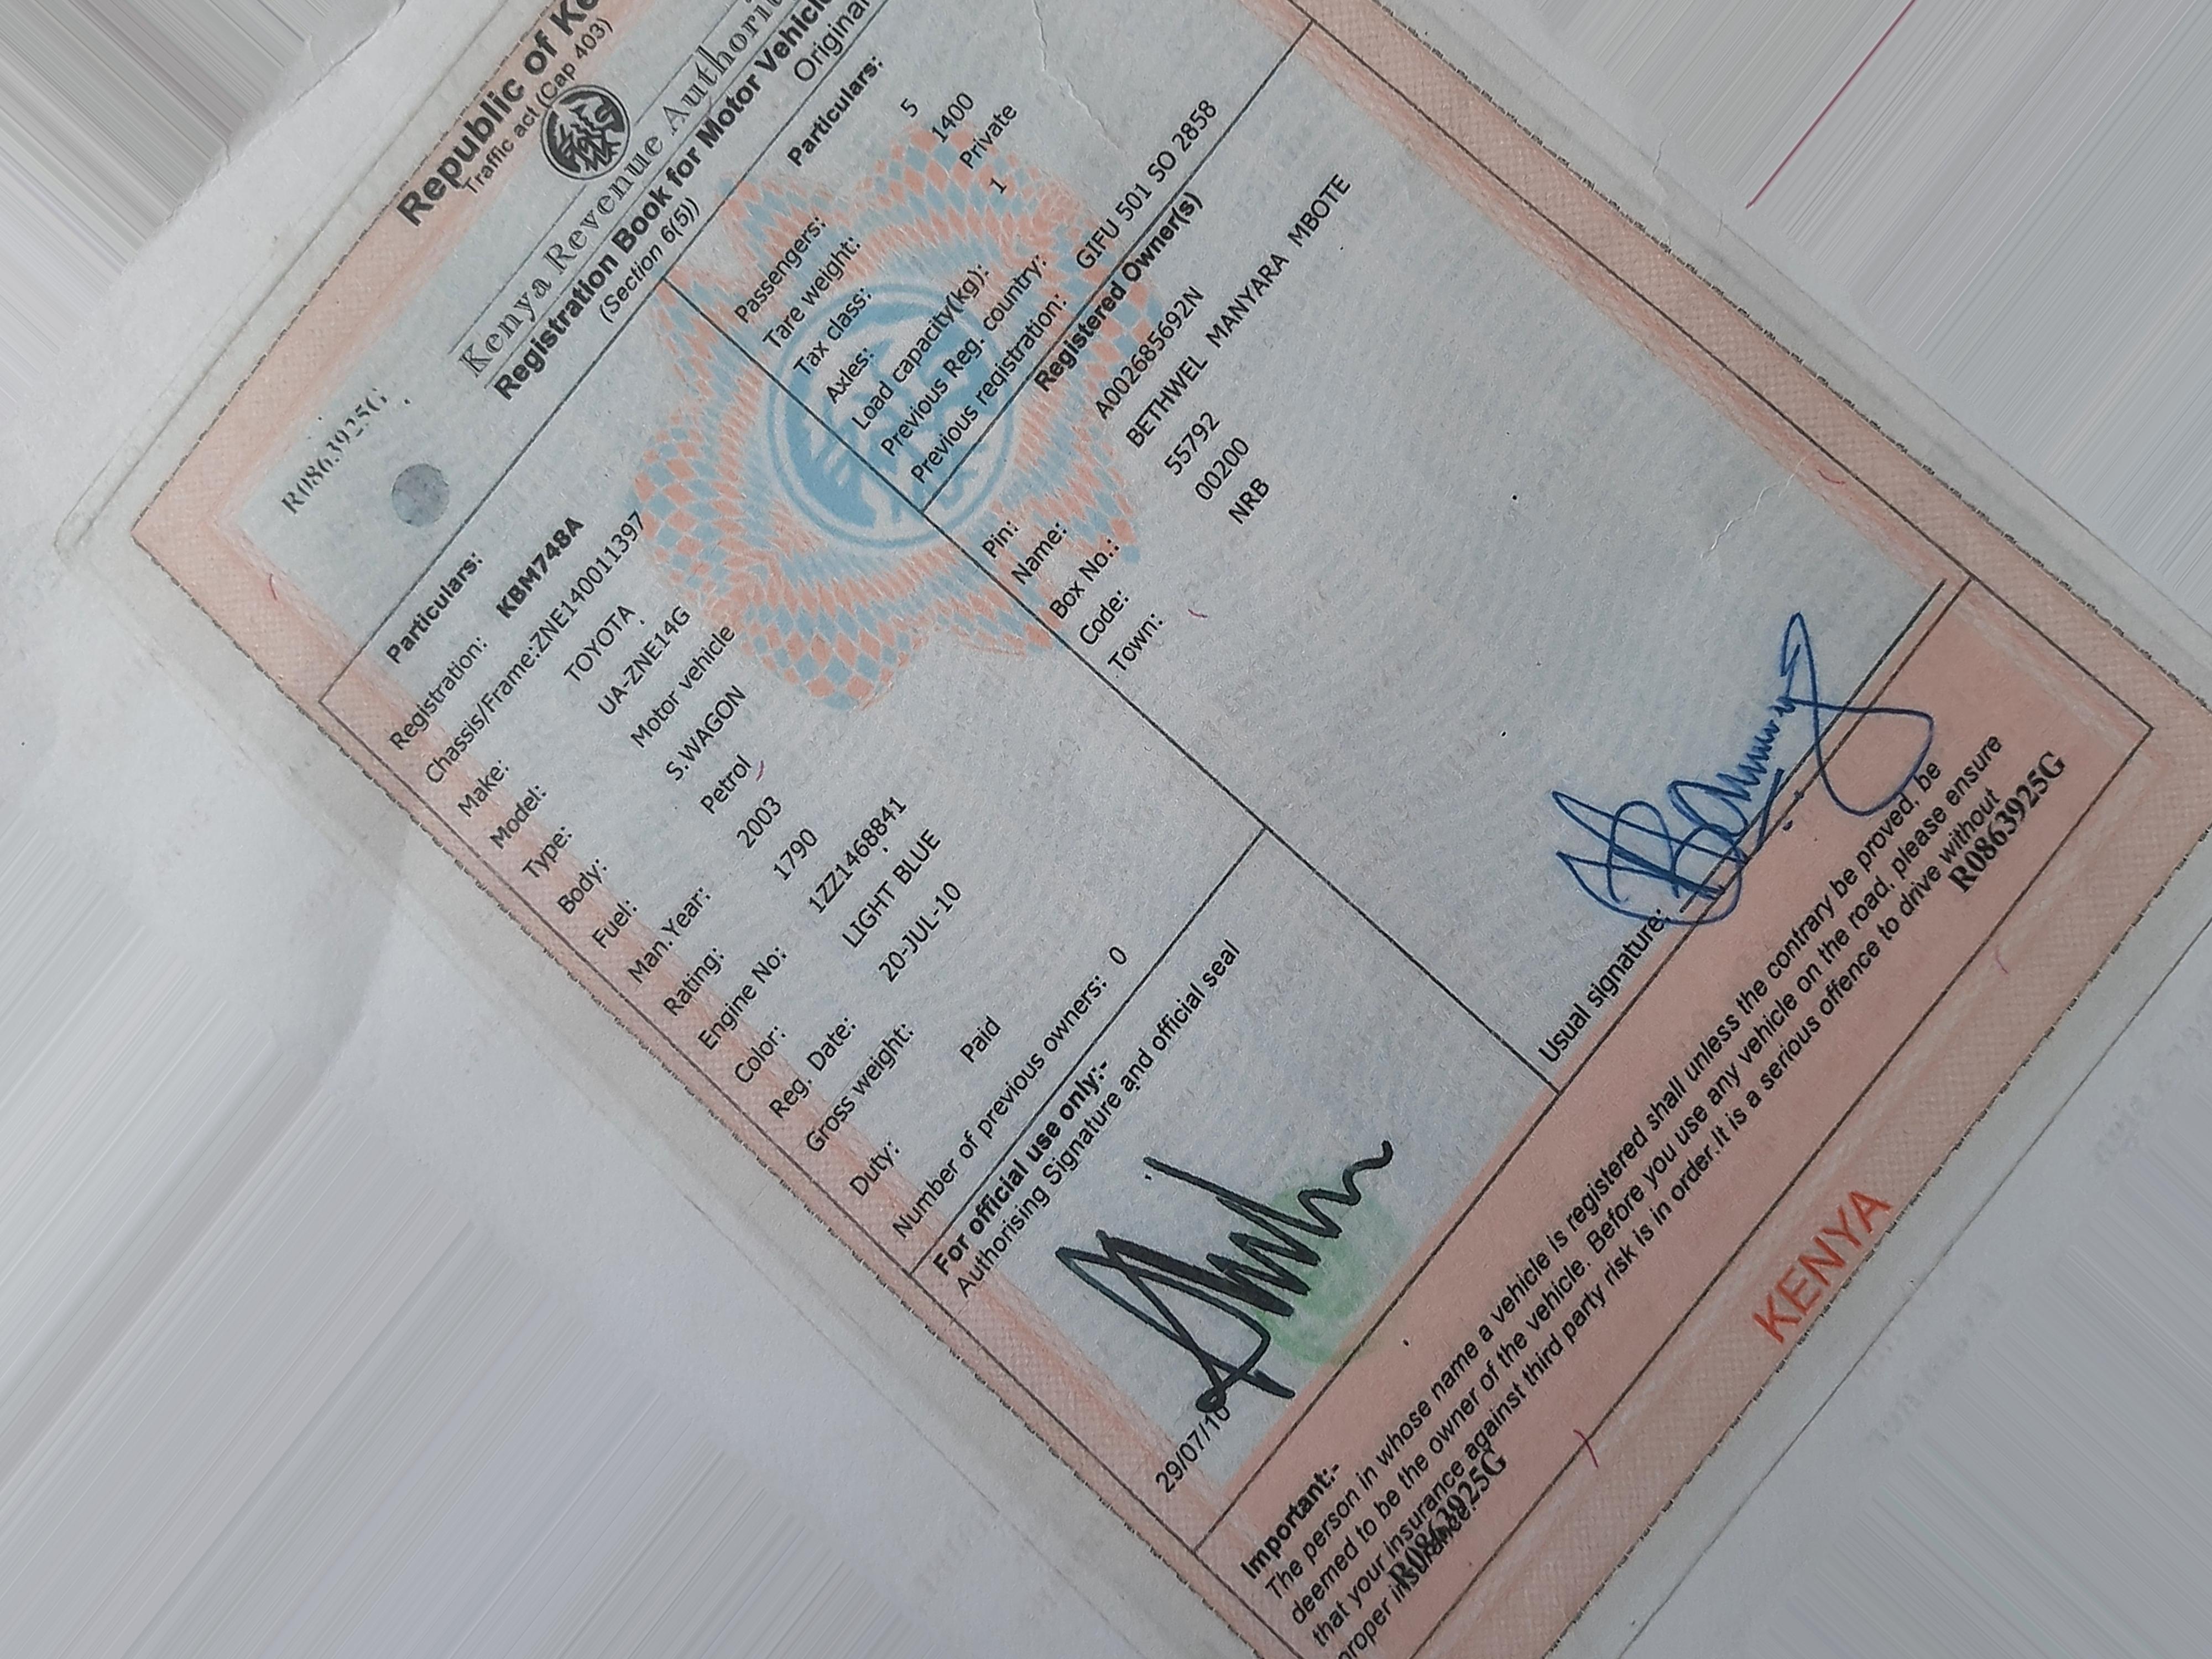 R0863925G
Republic of Ke
Traffic act (Cap 403)
Kenya Revenue Authorit
Registration Book for Motor Vehicle
(Section 6(5))
Original
Particulars:
Registration: KBM748A
Chassis/Frame:ZNE140011397
Make: TOYOTA
Model: UA-ZNE14G
Type: Motor vehicle
Body: S.WAGON
Fuel: Petrol
Man.Year: 2003
Rating: 1790
Engine No: 1ZZ1468841
Color: LIGHT BLUE
Reg. Date: 20-JUL-10
Gross weight:
Duty: Paid
Number of previous owners: 0
Particulars:
Passengers: 5
Tare weight: 1400
Tax class: Private
Axles: 1
Load capacity(kg):
Previous Reg. country:
Previous registration: GIFU 501 SO 2858
Registered Owner(s)
Pin: A002685692N
Name: BETHWEL MANYARA MBOTE
Box No.: 55792
Code: 00200
Town: NRB
For official use only:-
Authorising Signature and official seal
29/07/10
Usual signature:
Important:-
The person in whose name a vehicle is registered shall unless the contrary be proved, be
deemed to be the owner of the vehicle. Before you use any vehicle on the road, please ensure
that your insurance against third party risk is in order.It is a serious offence to drive without
proper insurance.
R0863925G
R0863925G
KENYA